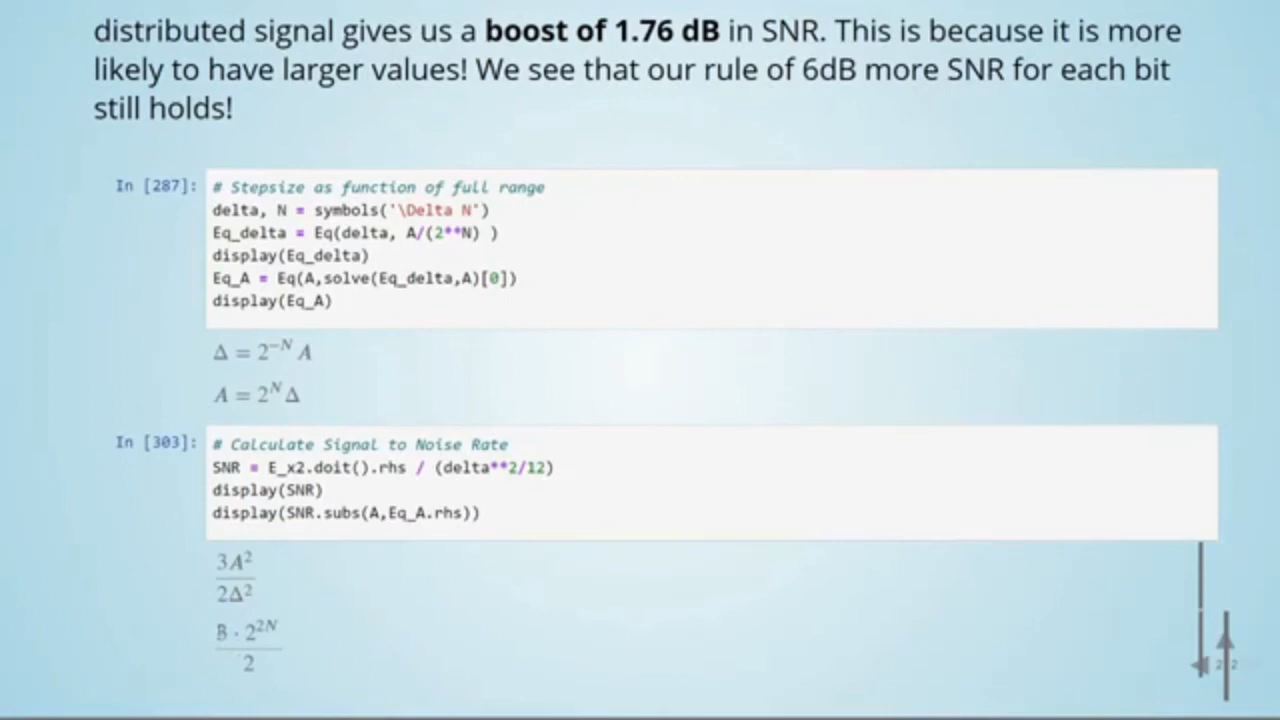 distributed signal gives us a boost of 1.76 dB in SNR. This is because it is more
likely to have larger values! We see that our rule of 6dB more SNR for each bit
still holds!
In [287]: # Stepsize as function of full range
delta, N = symbols('\Delta N')
Eq_delta = Eq(delta, A/(2**N) )
display(Eq_delta)
Eq_A = Eq(A,solve(Eq_delta,A)[0])
display(Eq_A)
Δ = 2^{-N} A
A = 2^N Δ
In [303]: # Calculate Signal to Noise Rate
SNR = E_x2.doit().rhs / (delta**2/12)
display(SNR)
display(SNR.subs(A,Eq_A.rhs))
3A²
2Δ²
3 · 2^{2N}
2